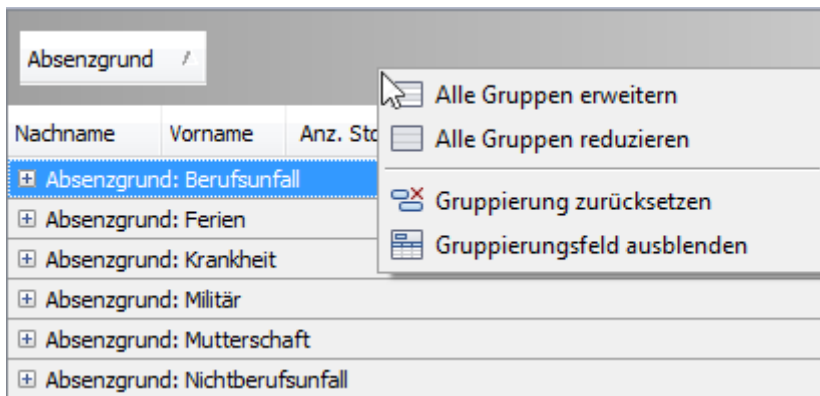 Absenzgrund
Alle Gruppen erweitern
Nachname Vorname Anz.
Alle Gruppen reduzieren
Absenzgrund: Berufsunfall
Gruppierung zurücksetzen
Absenzgrund: Ferien
Gruppierungsfeld ausblenden
Absenzgrund: Krankheit
Absenzgrund: Militär
Absenzgrund: Mutterschaft
Absenzgrund: Nichtberufsunfall